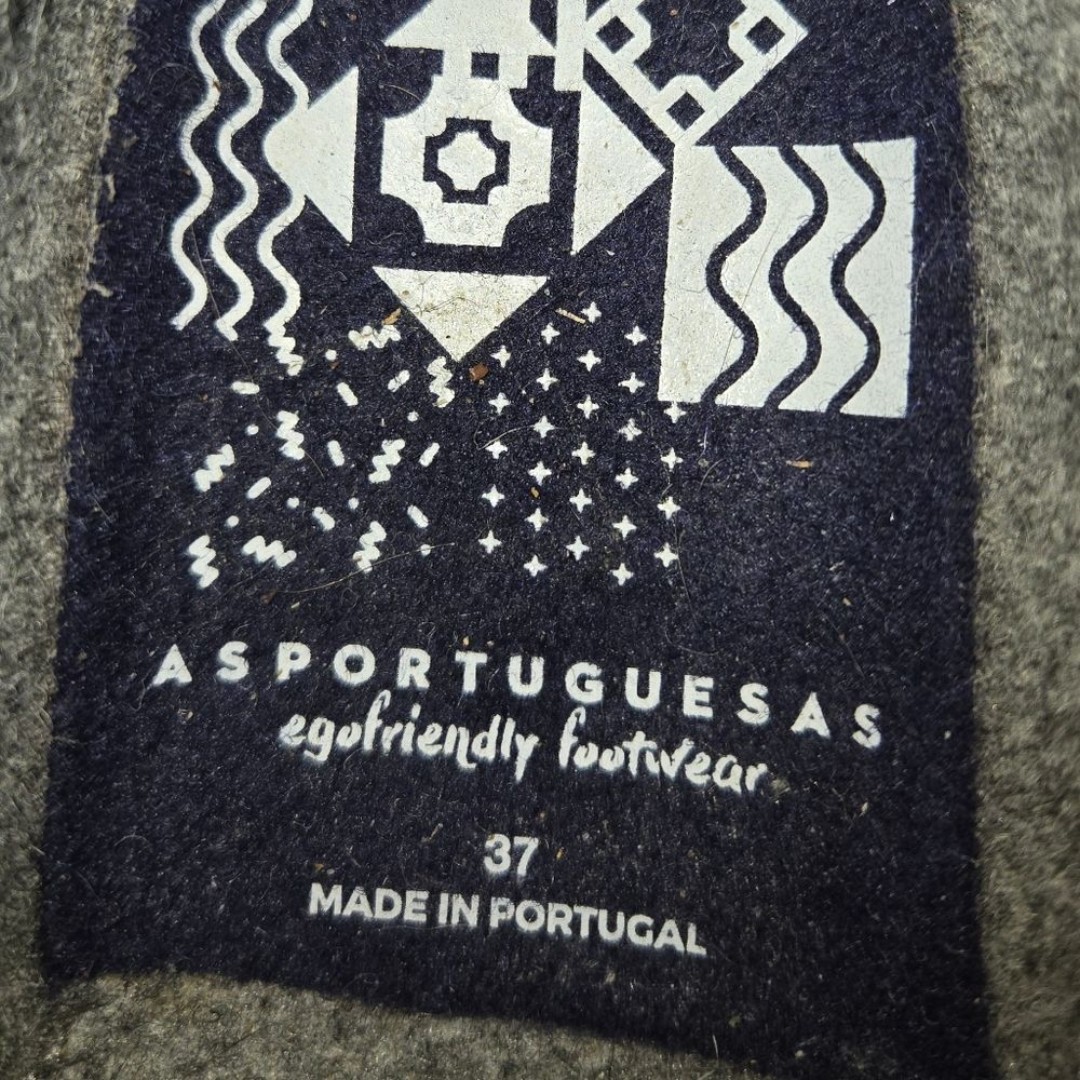 ASPORTUGUESAS
egofriendly footwear
37
MADE IN PORTUGAL